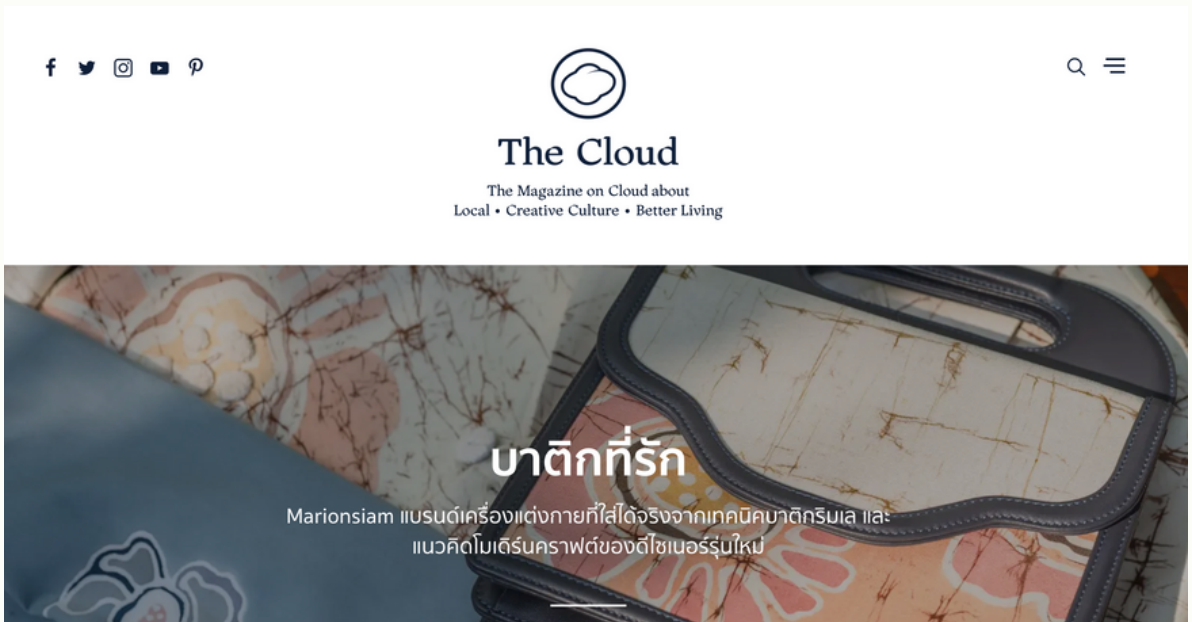 The Cloud
The Magazine on Cloud about
Local • Creative Culture • Better Living
บาติกที่รัก
Marionsiam แบรนด์เครื่องแต่งกายที่ใส่ได้จริงจากเทคนิคบาติกริมเล และ
แนวคิดโมเดิร์นคราฟต์ของดีไซเนอร์รุ่นใหม่